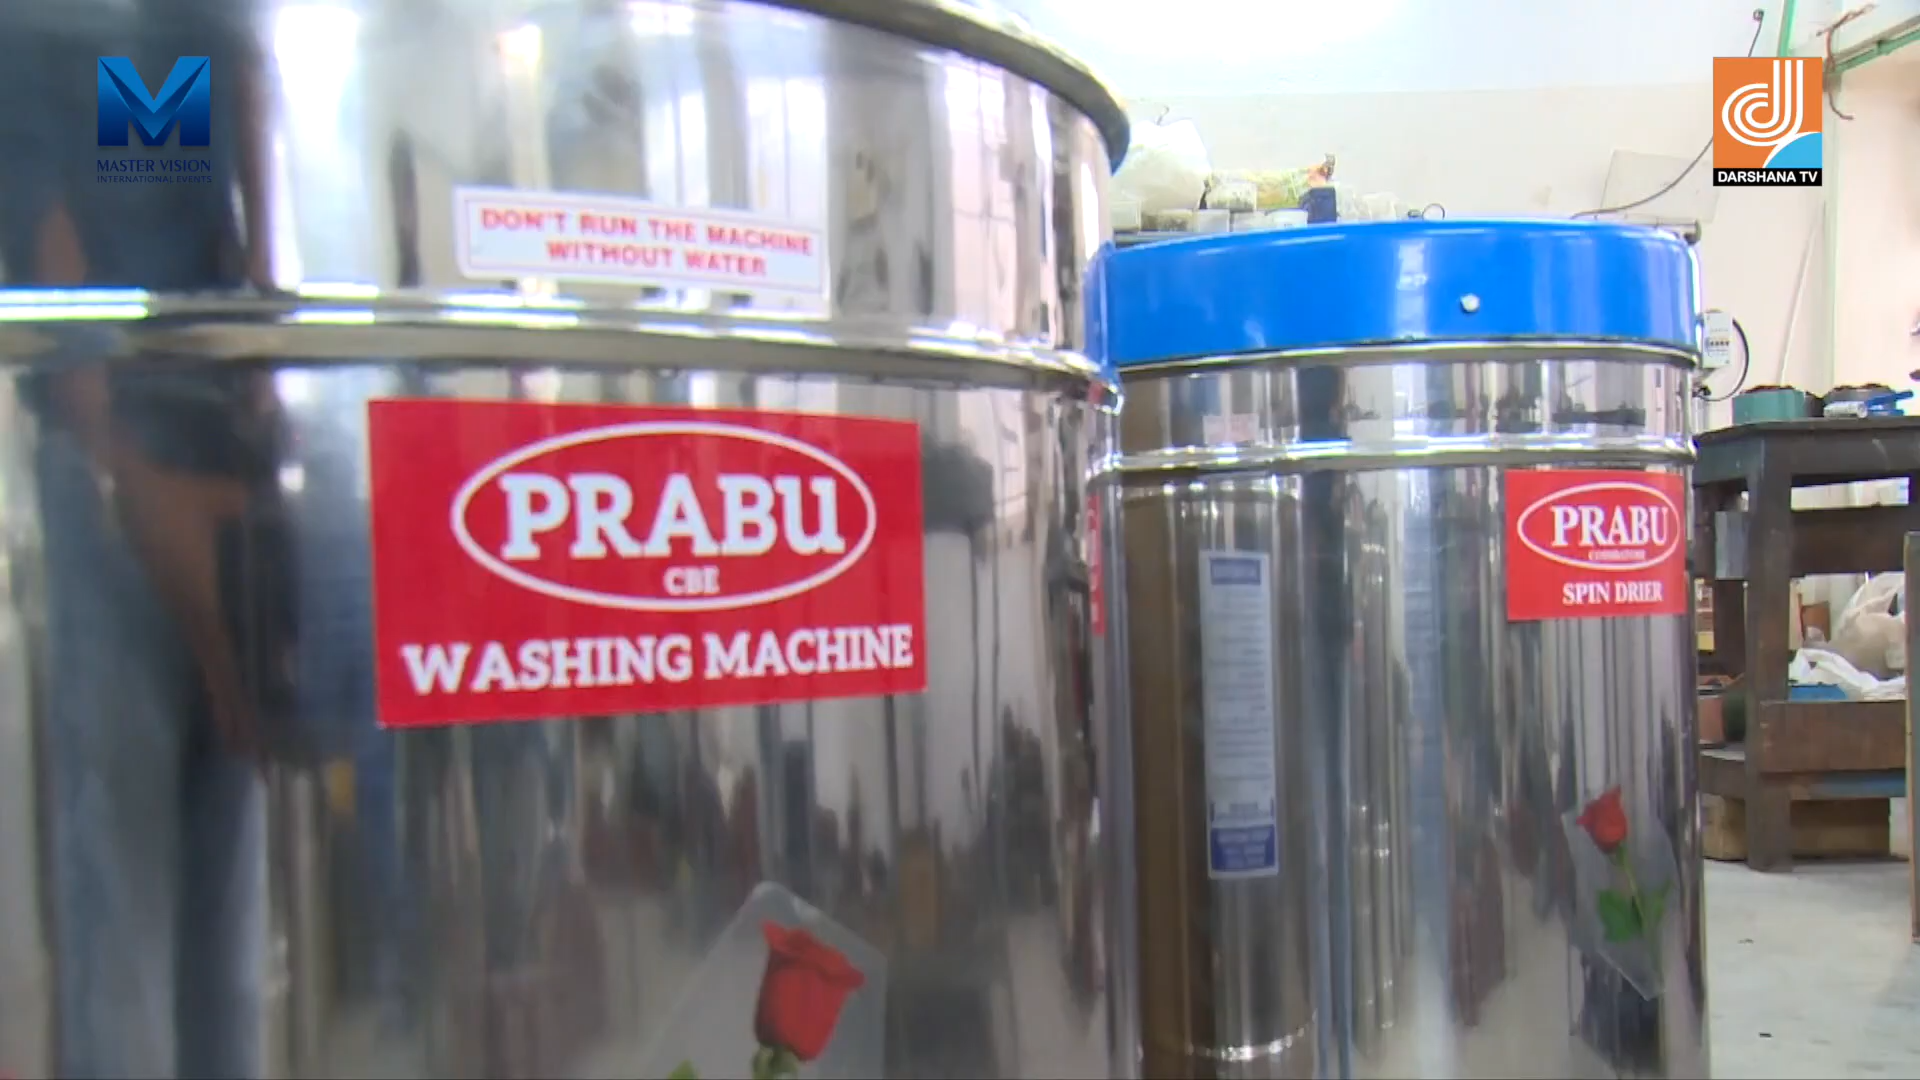 MASTER VISION
INTERNATIONAL EVENTS
DARSHANA TV
DON'T RUN THE MACHINE
WITHOUT WATER
PRABU
CBE
WASHING MACHINE
PRABU
COIMBATORE
SPIN DRIER